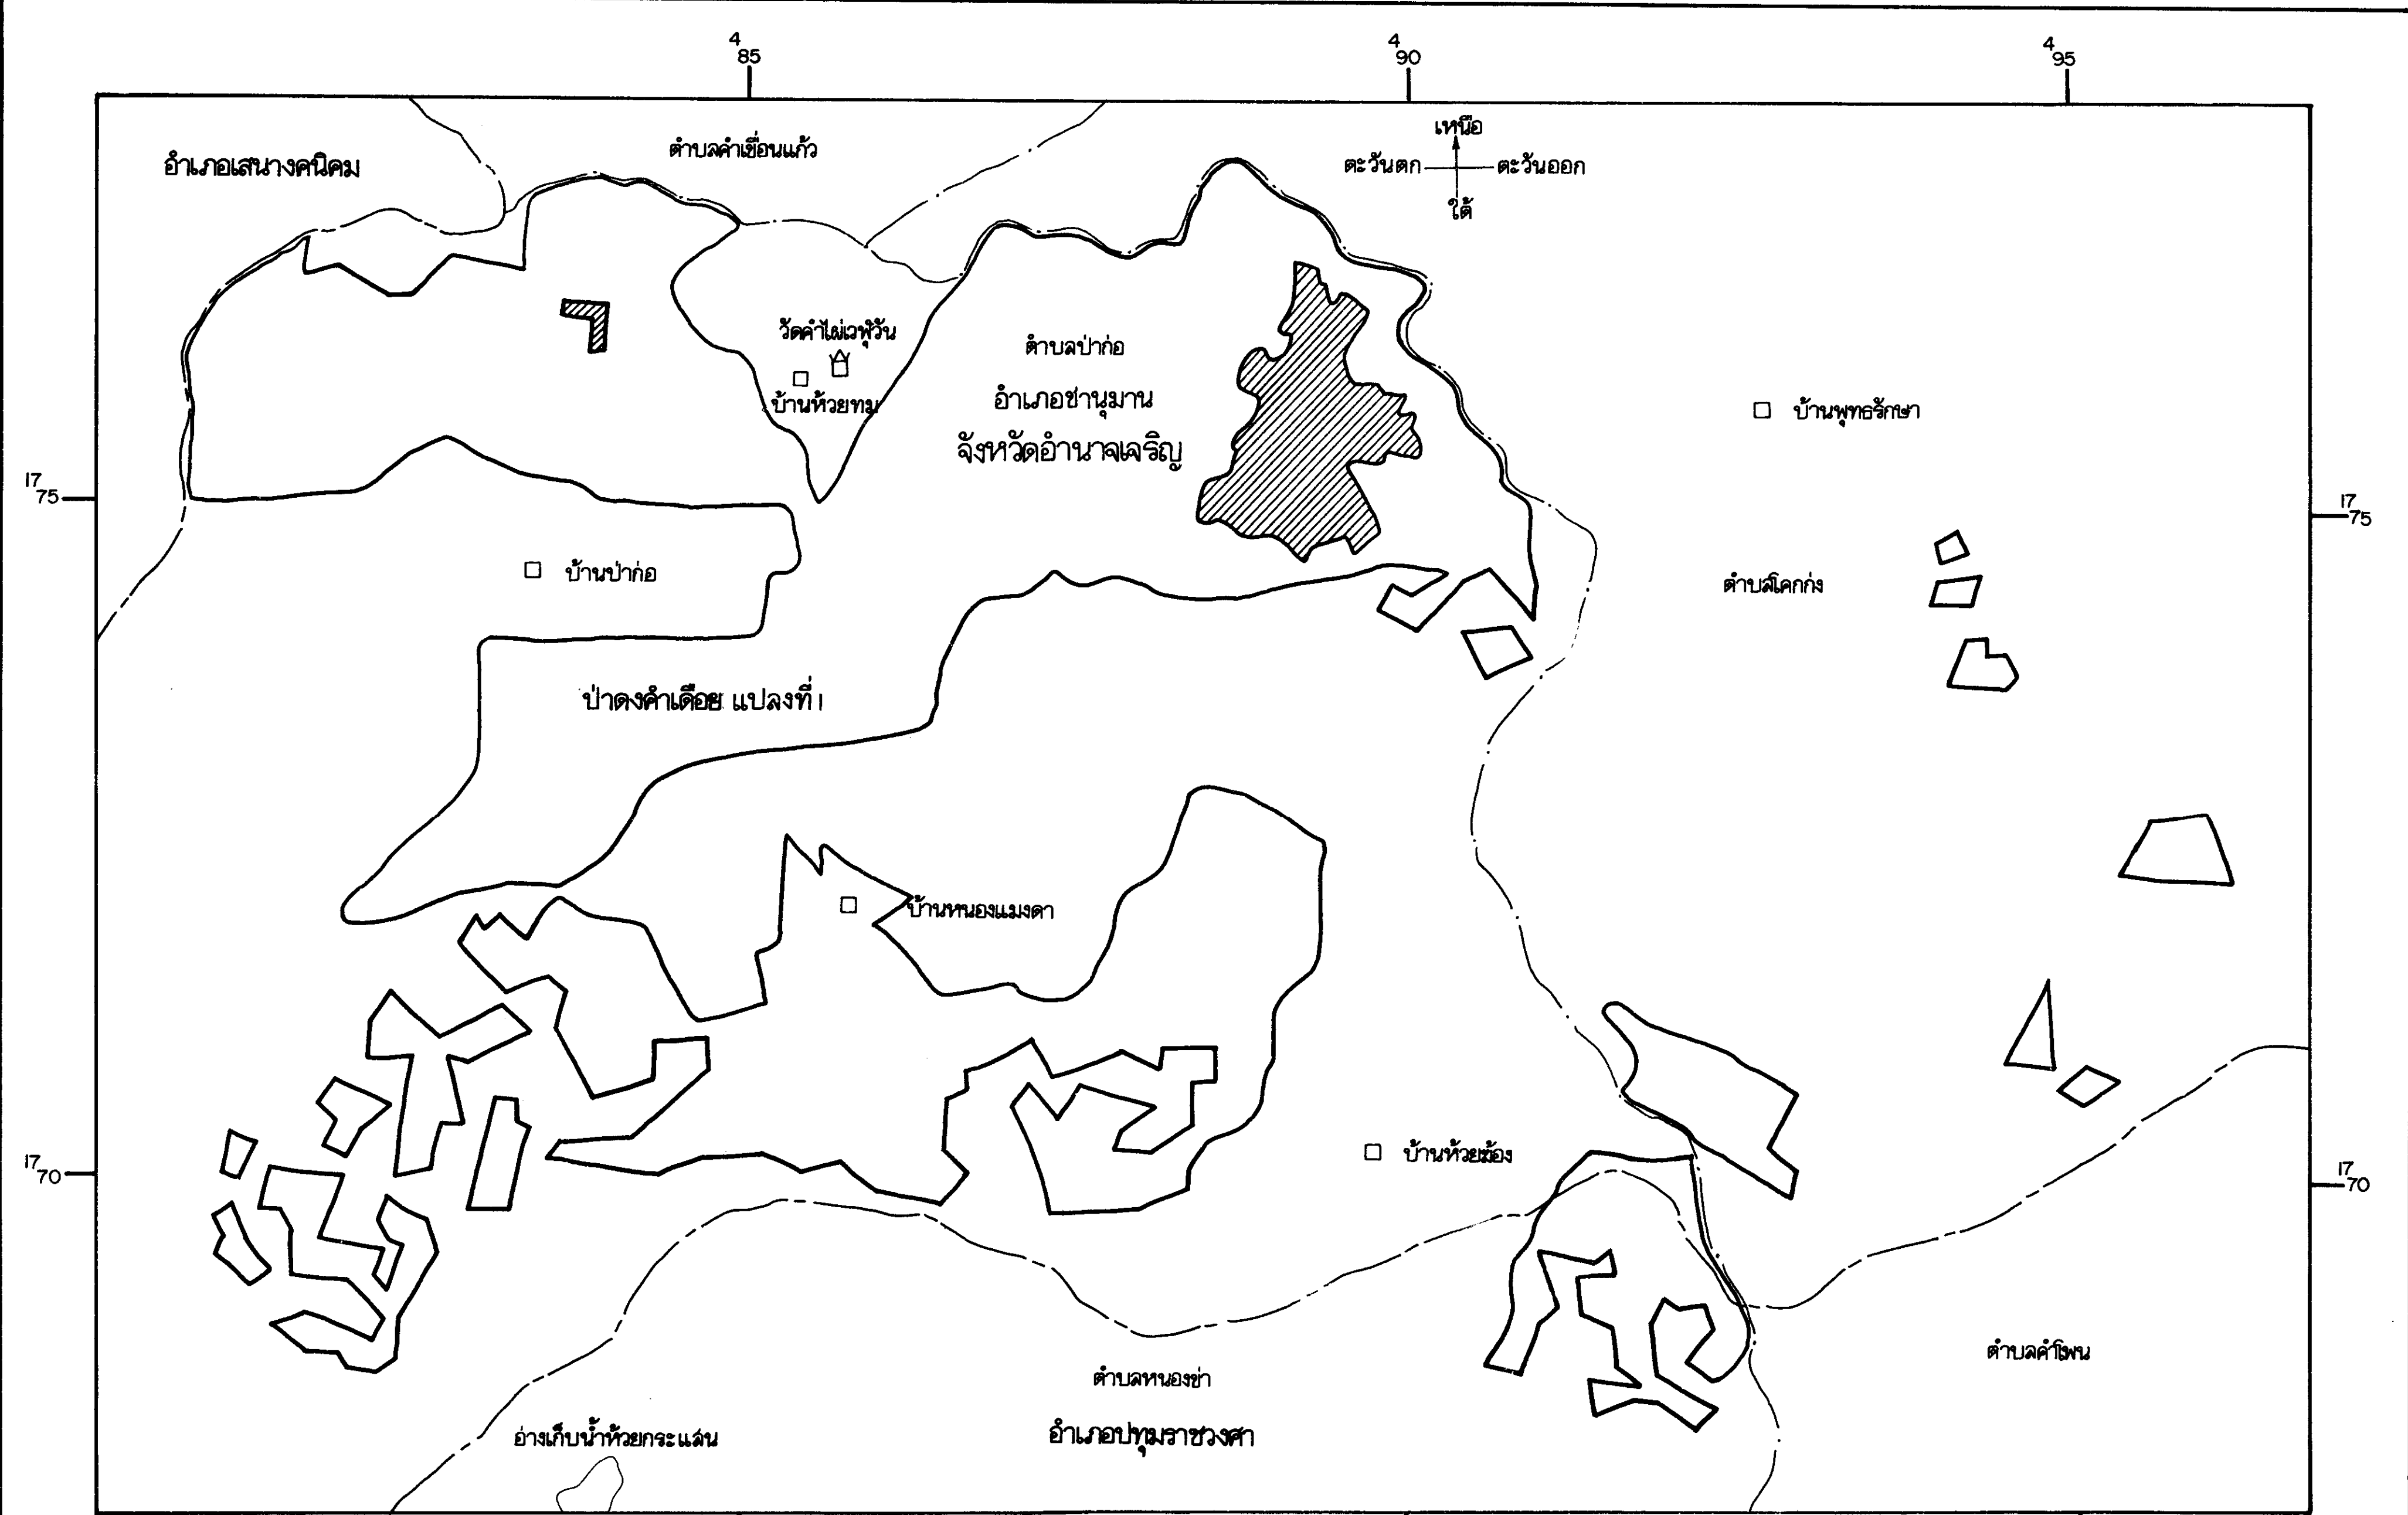 4 85
4 90
4 95
อำเภอเสนางคนิคม
ตำบลคำเขื่อนแก้ว
เหนือ
ตะวันตก
ตะวันออก
ใต้
วัดคำไผ่เวฬุวัน
บ้านห้วยทม
ตำบลป่าก่อ
อำเภอชานุมาน
จังหวัดอำนาจเจริญ
บ้านพุทธรักษา
17 75
17 75
บ้านป่าก่อ
ตำบลโคกก่ง
ป่าดงคำเดือย แปลงที่ 1
บ้านหนองแมงดา
บ้านห้วยฆ้อง
17 70
17 70
ตำบลคำโพน
ตำบลหนองข่า
อำเภอปทุมราชวงศา
อ่างเก็บน้ำห้วยกระแสน